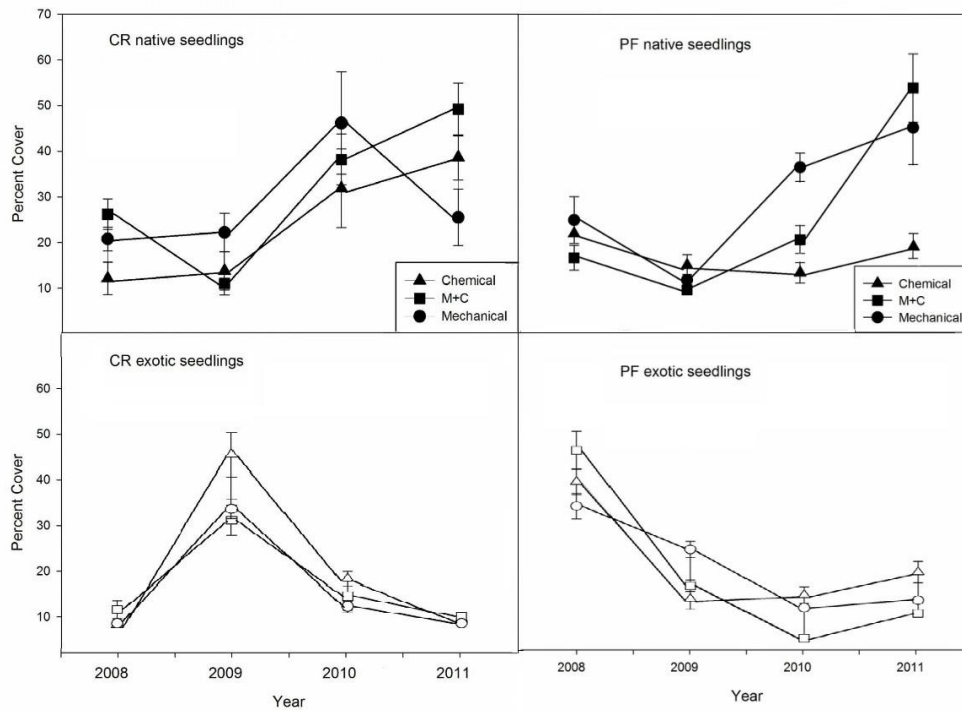 70
60
50
40
30
20
10
Percent Cover
CR native seedlings
Chemical
M+C
Mechanical
PF native seedlings
Chemical
M+C
Mechanical
60
50
40
30
20
10
Percent Cover
CR exotic seedlings
2008 2009 2010 2011
Year
PF exotic seedlings
2008 2009 2010 2011
Year